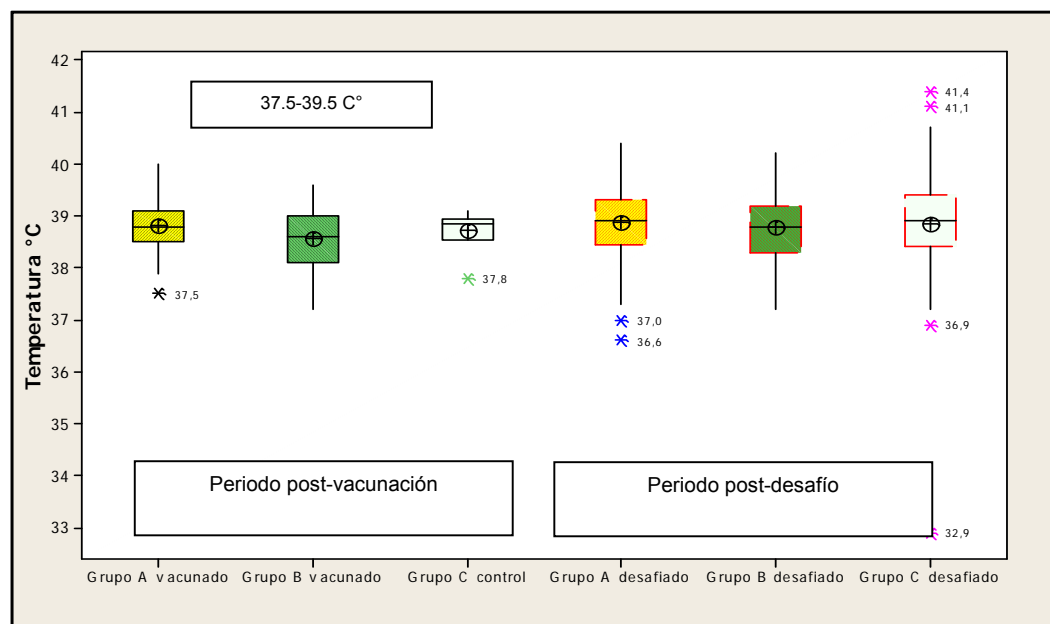 42
41
40
39
38
37
36
35
34
33
Temperatura °C
37.5-39.5 C°
37,5
37,8
37,0
36,6
41,4
41,1
36,9
32,9
Periodo post-vacunación
Periodo post-desafío
Grupo A vacunado
Grupo B vacunado
Grupo C control
Grupo A desafiado
Grupo B desafiado
Grupo C desafiado